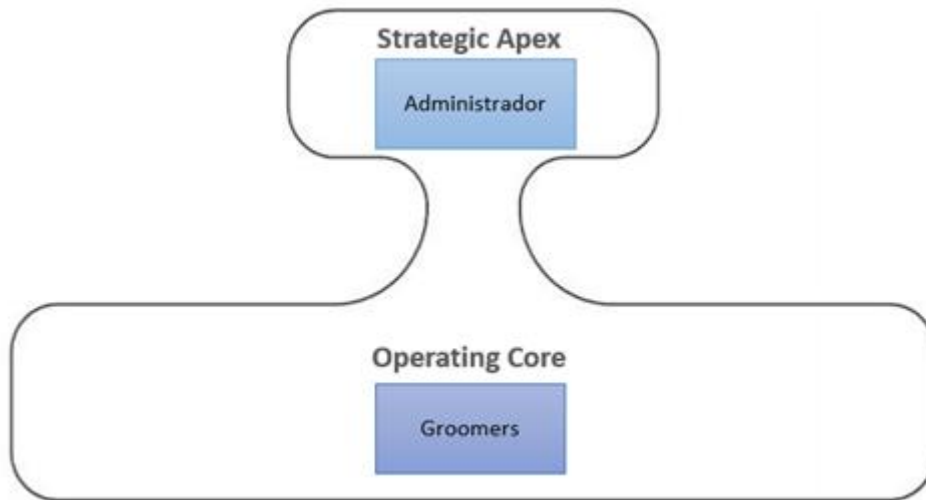 Strategic Apex
Administrador
Operating Core
Groomers